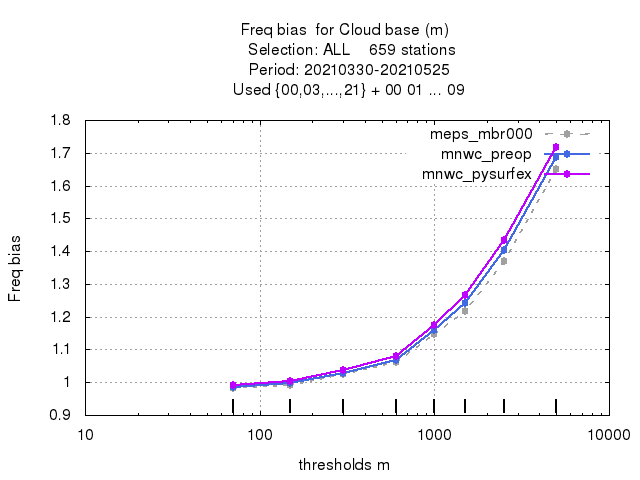 Freq bias  for Cloud base (m)
Selection: ALL    659 stations
Period: 20210330-20210525
Used {00,03,...,21} + 00 01 ... 09
1.8
1.7
1.6
1.5
1.4
1.3
1.2
1.1
1
0.9
Freq bias
meps_mbr000
mnwc_preop
mnwc_pysurfex
10
100
1000
10000
thresholds m